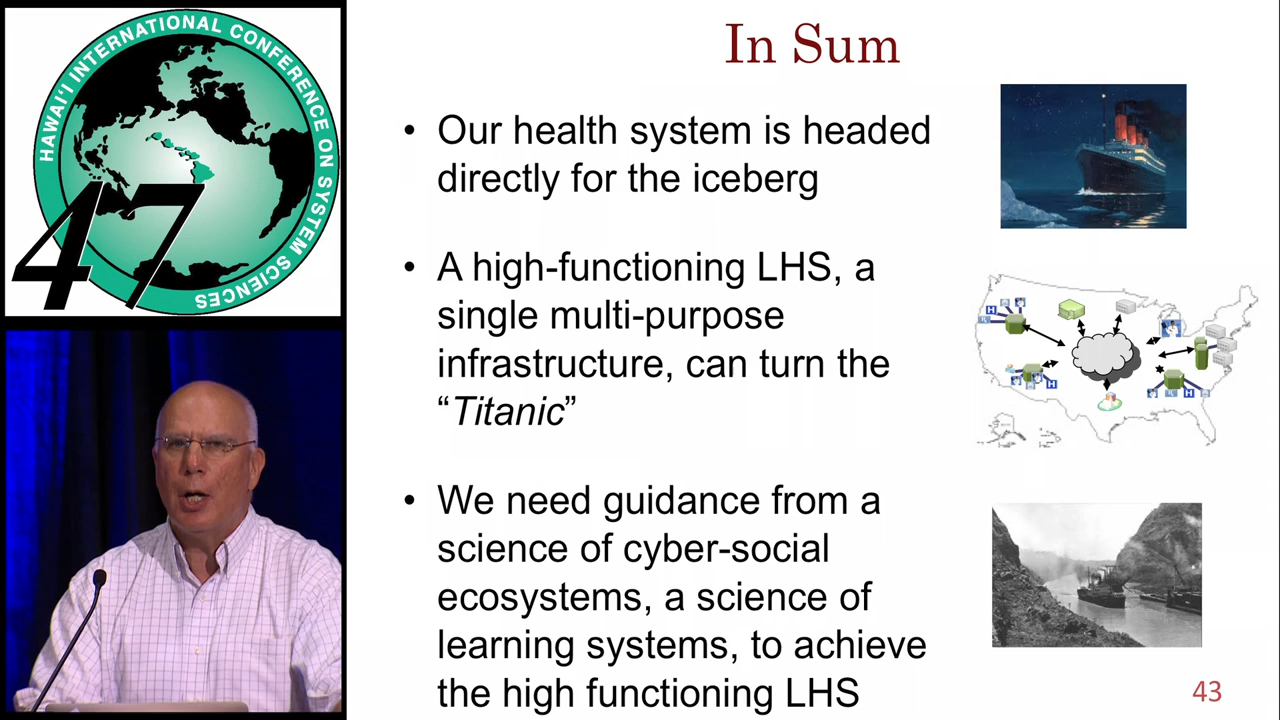 HAWAI'I INTERNATIONAL CONFERENCE ON SYSTEM SCIENCES
47
In Sum
• Our health system is headed
directly for the iceberg
• A high-functioning LHS, a
single multi-purpose
infrastructure, can turn the
“Titanic”
• We need guidance from a
science of cyber-social
ecosystems, a science of
learning systems, to achieve
the high functioning LHS
H
H
H
H
43